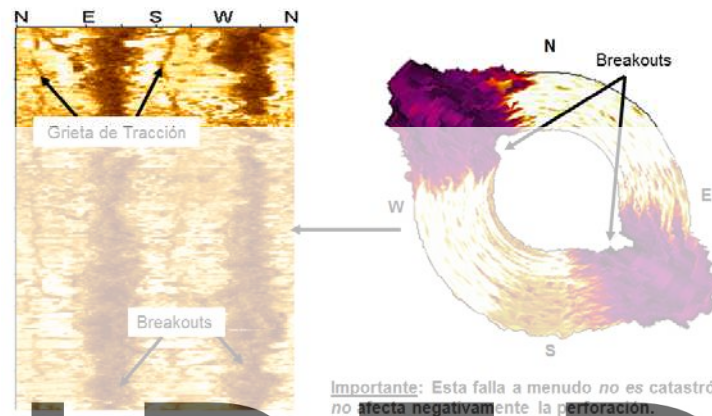 N E S W N
Grieta de Tracción
Breakouts
N
Breakouts
W
E
S
Importante: Esta falla a menudo no es
no afecta negativamente la perforación.